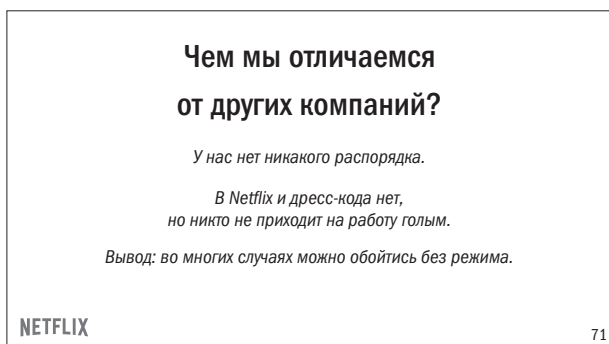 Чем мы отличаемся
от других компаний?
У нас нет никакого распорядка.
В Netflix и дресс-кода нет,
но никто не приходит на работу голым.
Вывод: во многих случаях можно обойтись без режима.
NETFLIX
71